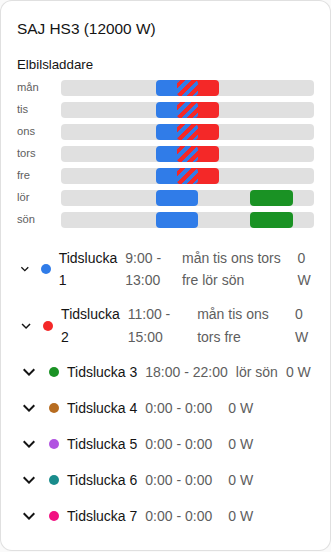 SAJ HS3 (12000 W)
Elbilsladdare
mån
tis
ons
tors
fre
lör
sön
Tidslucka 9:00 - mån tis ons tors 0
1 13:00 fre lör sön W
Tidslucka 11:00 - mån tis ons 0
2 15:00 tors fre W
Tidslucka 3 18:00 - 22:00 lör sön 0 W
Tidslucka 4 0:00 - 0:00 0 W
Tidslucka 5 0:00 - 0:00 0 W
Tidslucka 6 0:00 - 0:00 0 W
Tidslucka 7 0:00 - 0:00 0 W